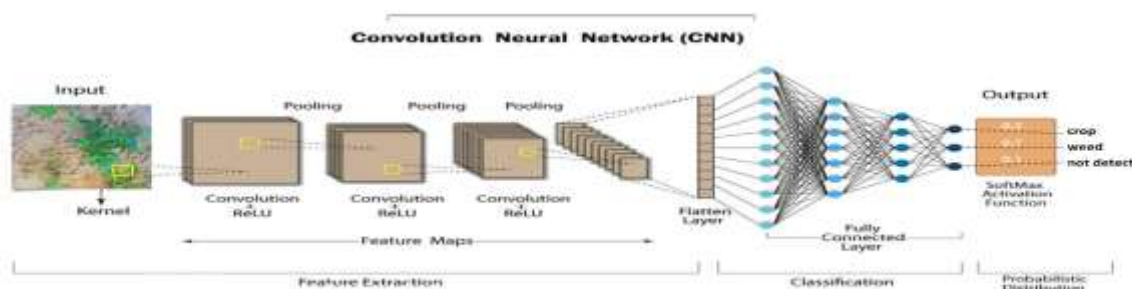 Convolution Neural Network (CNN)
Input
Pooling
Pooling
Pooling
Output
crop
weed
not detect
Kernel
Convolution
+
ReLU
Convolution
+
ReLU
Convolution
+
ReLU
Flatten
Layer
SoftMax
Activation
Function
Feature Maps
Fully
Connected
Layer
Feature Extraction
Classification
Probabilistic
Distribution